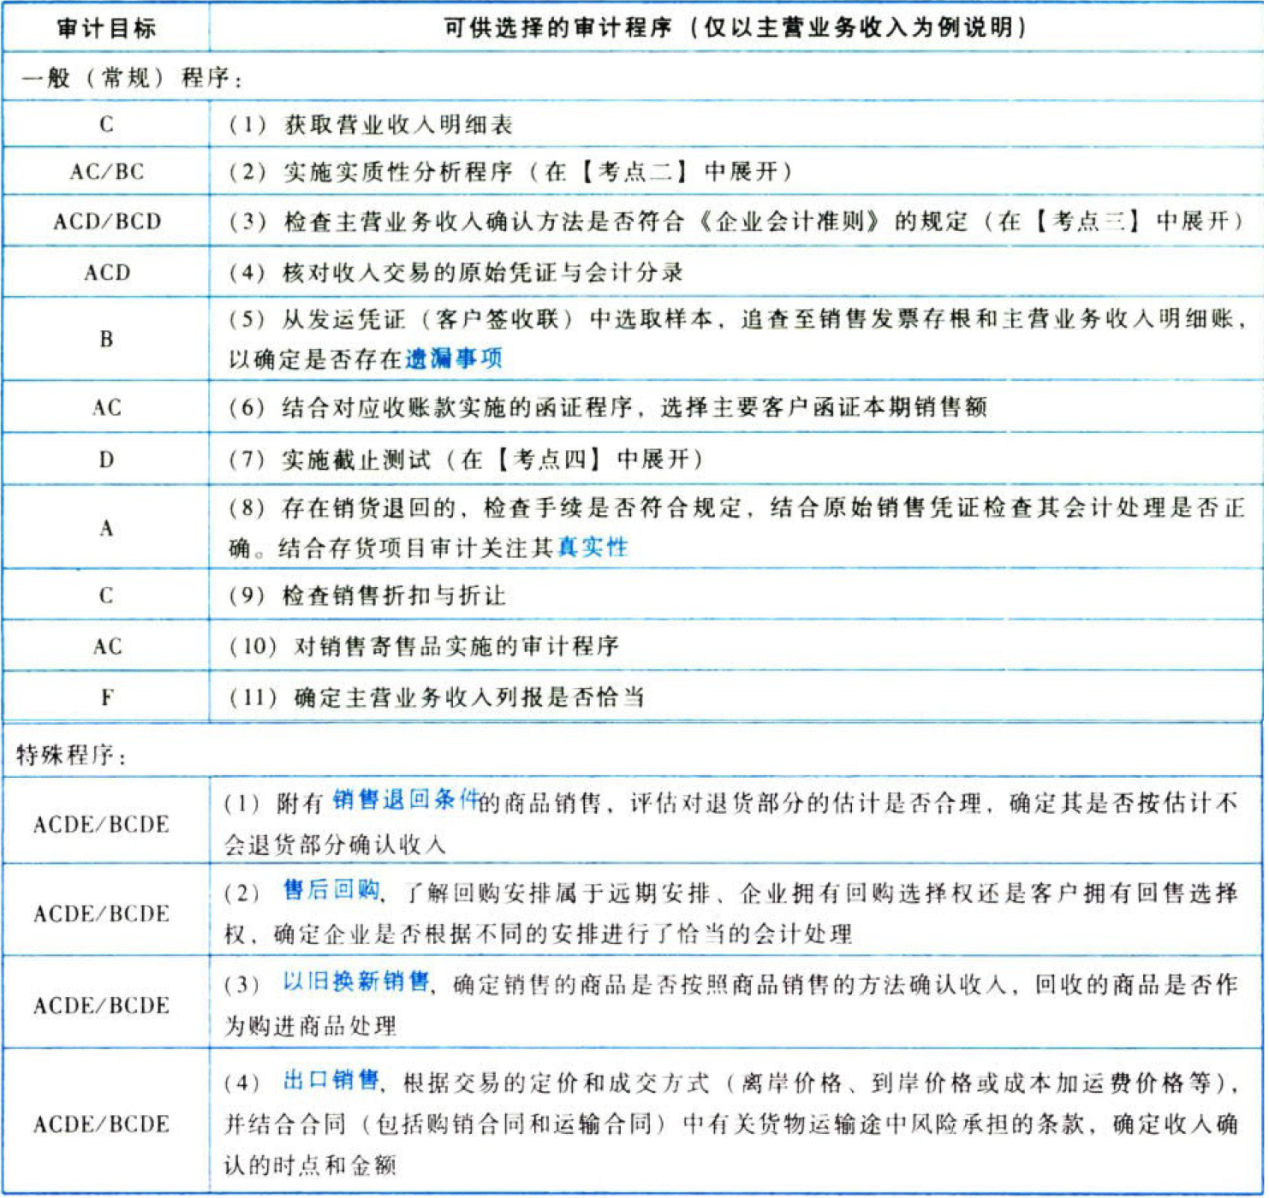 审计目标 可供选择的审计程序（仅以主营业务收入为例说明）
一般（常规）程序：
C （1）获取营业收入明细表
AC/BC （2）实施实质性分析程序（在【考点二】中展开）
ACD/BCD （3）检查主营业务收入确认方法是否符合《企业会计准则》的规定（在【考点三】中展开）
ACD （4）核对收入交易的原始凭证与会计分录
B （5）从发运凭证（客户签收联）中选取样本，追查至销售发票存根和主营业务收入明细账，
以确定是否存在遗漏事项
AC （6）结合对应收账款实施的函证程序，选择主要客户函证本期销售额
D （7）实施截止测试（在【考点四】中展开）
A （8）存在销货退回的，检查手续是否符合规定，结合原始销售凭证检查其会计处理是否正
确。结合存货项目审计关注其真实性
C （9）检查销售折扣与折让
AC （10）对销售寄售品实施的审计程序
F （11）确定主营业务收入列报是否恰当
特殊程序：
ACDE/BCDE （1）附有销售退回条件的商品销售，评估对退货部分的估计是否合理，确定其是否按估计不
会退货部分确认收入
ACDE/BCDE （2）售后回购，了解回购安排属于远期安排、企业拥有回购选择权还是客户拥有回售选择
权，确定企业是否根据不同的安排进行了恰当的会计处理
ACDE/BCDE （3）以旧换新销售，确定销售的商品是否按照商品销售的方法确认收入，回收的商品是否作
为购进商品处理
ACDE/BCDE （4）出口销售，根据交易的定价和成交方式（离岸价格、到岸价格或成本加运费价格等），
并结合合同（包括购销合同和运输合同）中有关货物运输途中风险承担的条款，确定收入确
认的时点和金额